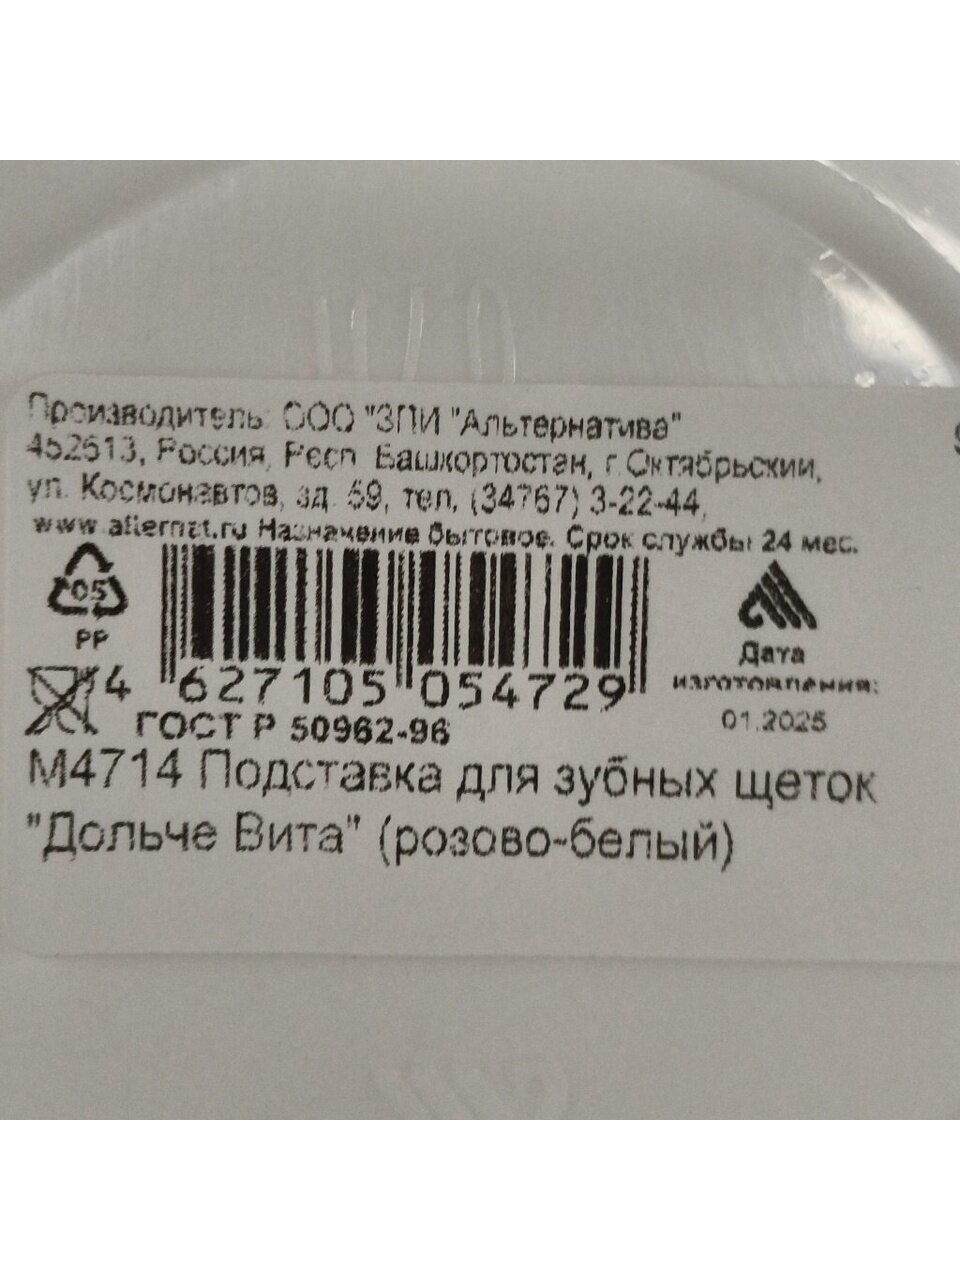 Производитель: ООО "ЗПИ "Альтернатива"
452613, Россия, Респ. Башкортостан, г.Октябрьский,
ул. Космонавтов, зд. 59, тел. (34767) 3-22-44,
www.alternat.ru Назначение бытовое. Срок службы 24 мес.
05
PP
4 627105 054729
Дата
изготовления:
01.2025
ГОСТ Р 50962-96
М4714 Подставка для зубных щеток
"Дольче Вита" (розово-белый)